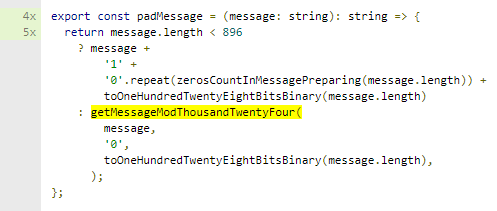 4x export const padMessage = (message: string): string => {
5x   return message.length < 896
    ? message +
        '1' +
        '0'.repeat(zerosCountInMessagePreparing(message.length)) +
        toOneHundredTwentyEightBitsBinary(message.length)
    : getMessageModThousandTwentyFour(
        message,
        '0',
        toOneHundredTwentyEightBitsBinary(message.length),
      );
};